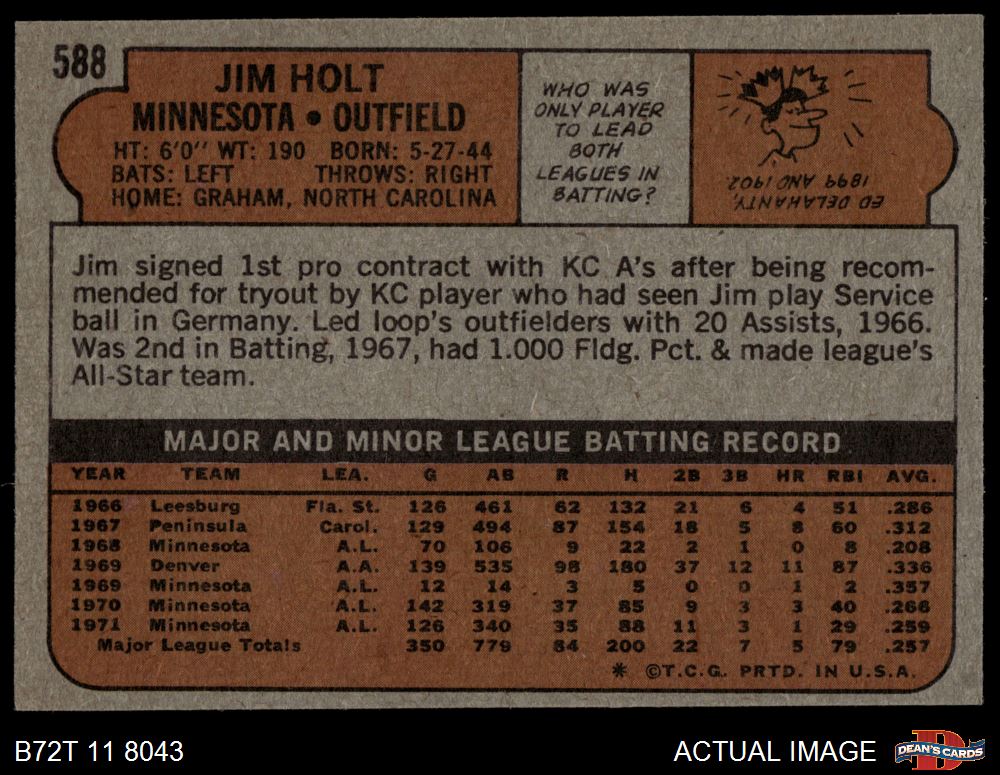 588
JIM HOLT
MINNESOTA • OUTFIELD
HT: 6'0" WT: 190 BORN: 5-27-44
BATS: LEFT THROWS: RIGHT
HOME: GRAHAM, NORTH CAROLINA
WHO WAS
ONLY PLAYER
TO LEAD
BOTH
LEAGUES IN
BATTING?
ED DELAHANTY,
1899 AND 1902.
Jim signed 1st pro contract with KC A's after being recom-
mended for tryout by KC player who had seen Jim play Service
ball in Germany. Led loop's outfielders with 20 Assists, 1966.
Was 2nd in Batting, 1967, had 1.000 Fldg. Pct. & made league's
All-Star team.
MAJOR AND MINOR LEAGUE BATTING RECORD
YEAR TEAM LEA. G AB R H 2B 3B HR RBI AVG.
1966 Leesburg Fla. St. 126 461 62 132 21 6 4 51 .286
1967 Peninsula Carol. 129 494 87 154 18 5 8 60 .312
1968 Minnesota A.L. 70 106 9 22 2 1 0 8 .208
1969 Denver A.A. 139 535 98 180 37 12 11 87 .336
1969 Minnesota A.L. 12 14 3 5 0 0 1 2 .357
1970 Minnesota A.L. 142 319 37 85 9 3 3 40 .266
1971 Minnesota A.L. 126 340 35 88 11 3 1 29 .259
Major League Totals 350 779 84 200 22 7 5 79 .257
* ©T.C.G. PRTD. IN U.S.A.
B72T 11 8043
ACTUAL IMAGE
DEAN'S CARDS